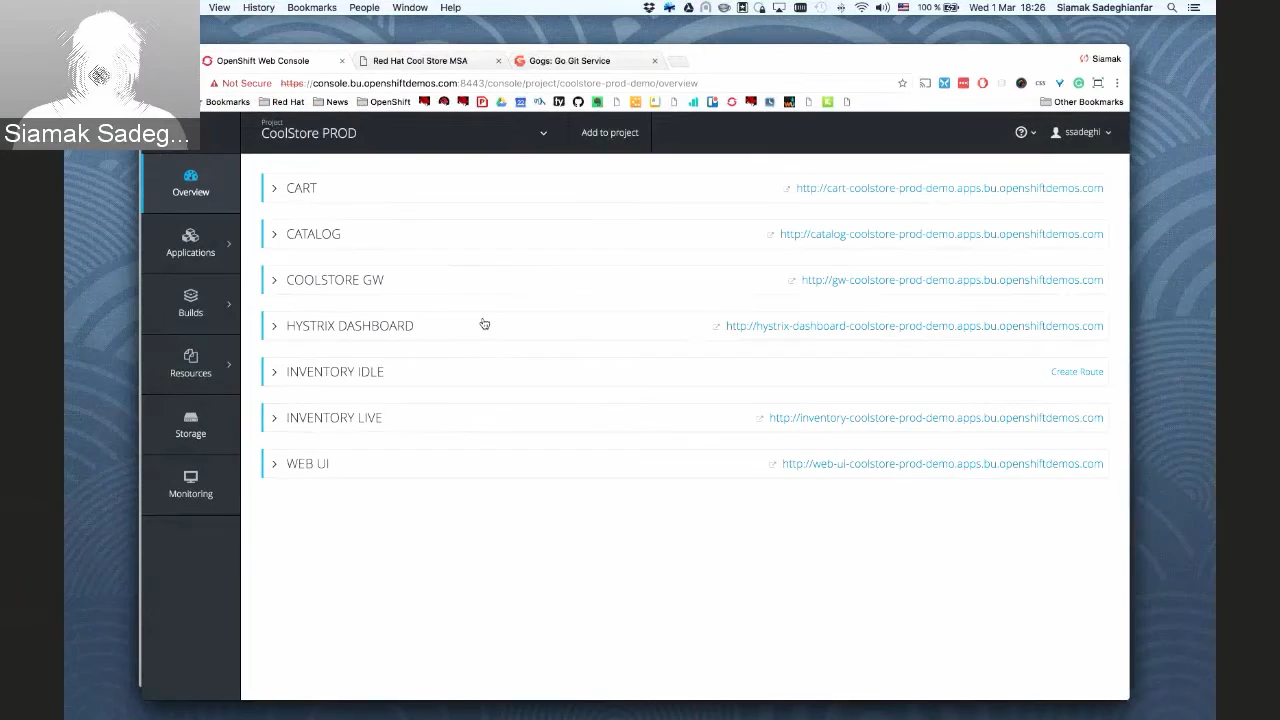 View History Bookmarks People Window Help 100 % Wed 1 Mar 18:26 Siamak Sadeghianfar
OpenShift Web Console Red Hat Cool Store MSA Gogs: Go Git Service Siamak
Not Secure https://console.bu.openshiftdemos.com:8443/console/project/coolstore-prod-demo/overview
Bookmarks Red Hat News OpenShift Other Bookmarks
Siamak Sadeg...
Project
CoolStore PROD Add to project ssadeghi
Overview
Applications
Builds
Resources
Storage
Monitoring
CART http://cart-coolstore-prod-demo.apps.bu.openshiftdemos.com
CATALOG http://catalog-coolstore-prod-demo.apps.bu.openshiftdemos.com
COOLSTORE GW http://gw-coolstore-prod-demo.apps.bu.openshiftdemos.com
HYSTRIX DASHBOARD http://hystrix-dashboard-coolstore-prod-demo.apps.bu.openshiftdemos.com
INVENTORY IDLE Create Route
INVENTORY LIVE http://inventory-coolstore-prod-demo.apps.bu.openshiftdemos.com
WEB UI http://web-ui-coolstore-prod-demo.apps.bu.openshiftdemos.com